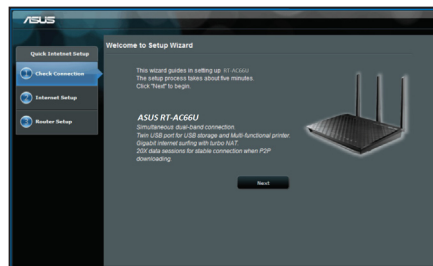 ASUS
Quick Internet Setup
1 Check Connection
2 Internet Setup
3 Router Setup
Welcome to Setup Wizard
This wizard guides in setting up RT-AC66U
The setup process takes about five minutes.
Click "Next" to begin.
ASUS RT-AC66U
Simultaneous dual-band connection.
Twin USB port for USB storage and Multi-functional printer.
Gigabit internet surfing with turbo NAT.
20X data sessions for stable connection when P2P
downloading.
Next